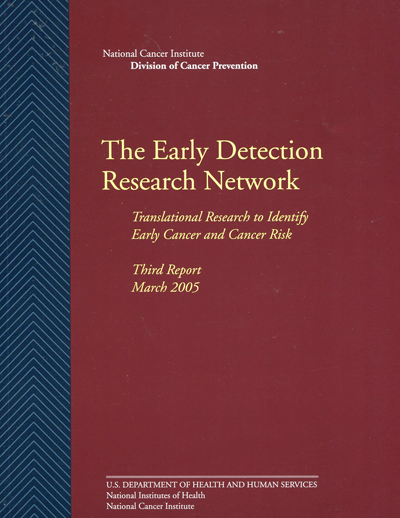 National Cancer Institute
Division of Cancer Prevention
The Early Detection
Research Network
Translational Research to Identify
Early Cancer and Cancer Risk
Third Report
March 2005
U.S. DEPARTMENT OF HEALTH AND HUMAN SERVICES
National Institutes of Health
National Cancer Institute